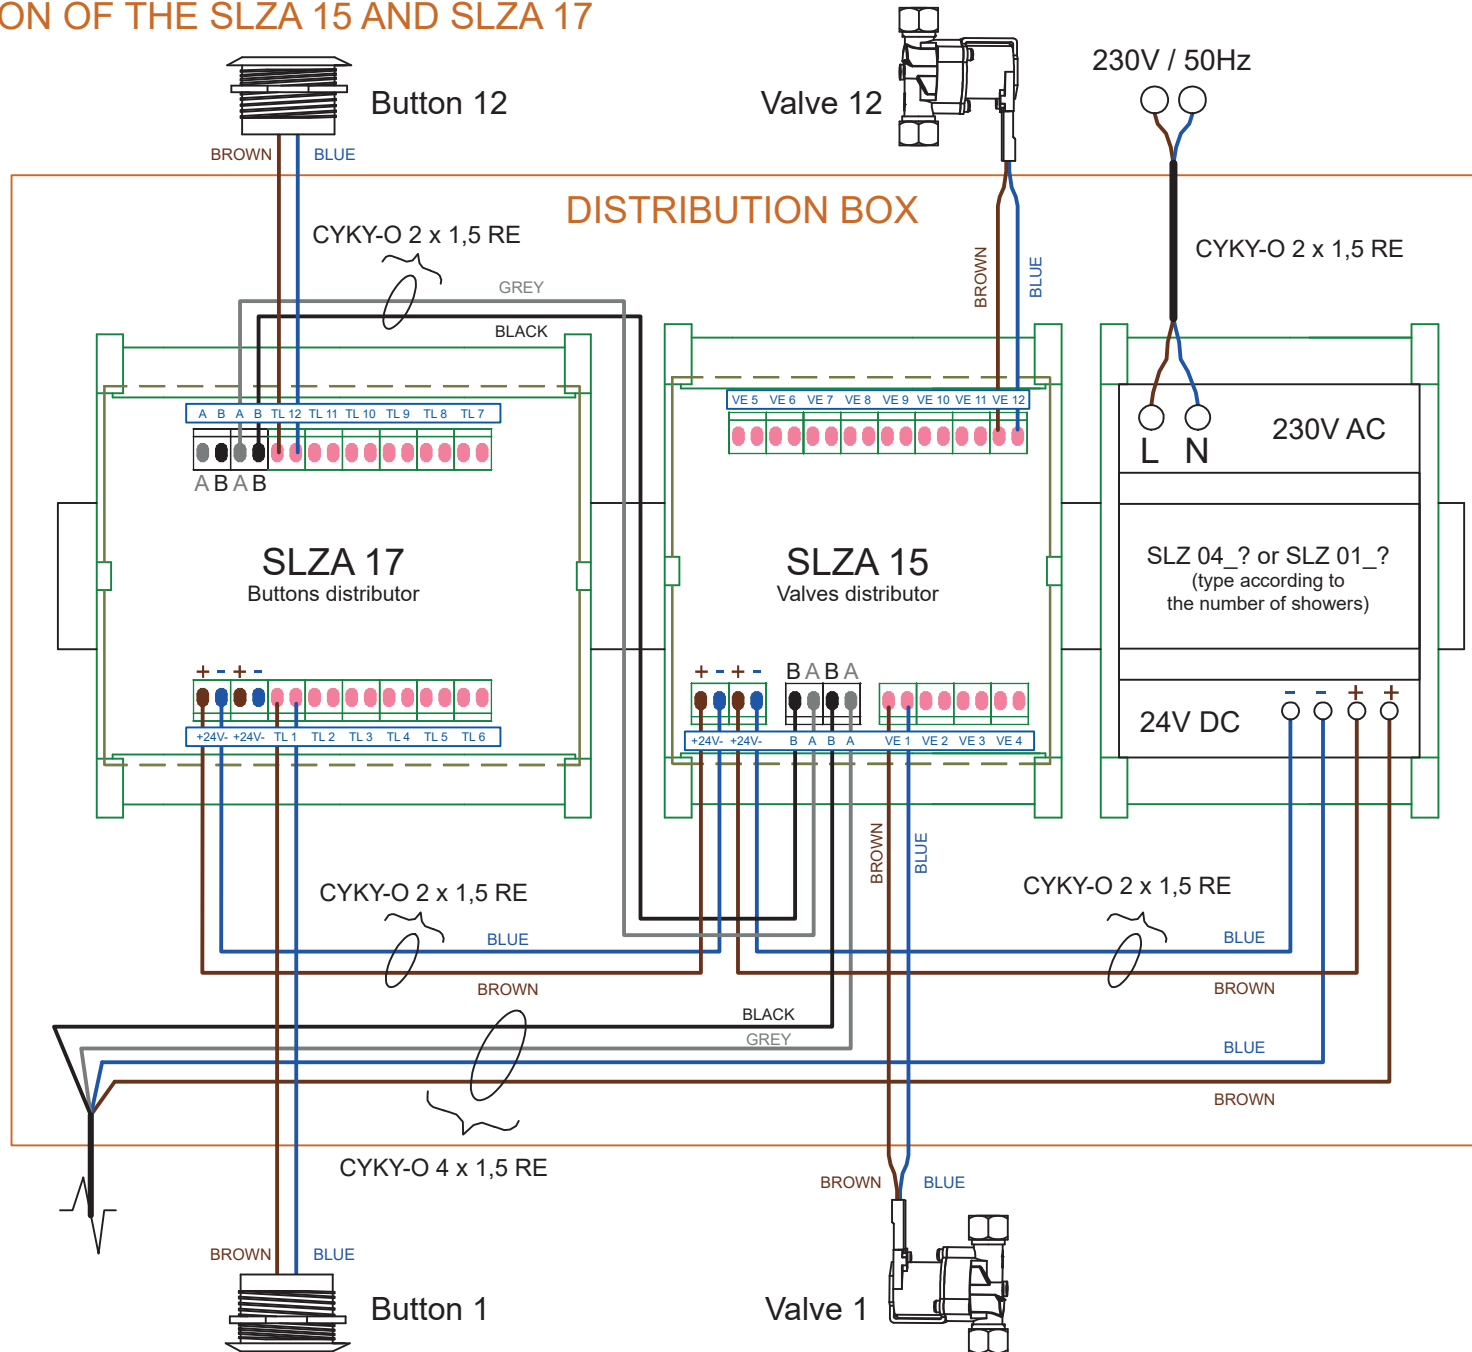 ON OF THE SLZA 15 AND SLZA 17
Button 12
Valve 12
230V / 50Hz
BROWN
BLUE
DISTRIBUTION BOX
CYKY-O 2 x 1,5 RE
CYKY-O 2 x 1,5 RE
BROWN
BLUE
GREY
BLACK
A B A B TL 12 TL 11 TL 10 TL 9 TL 8 TL 7
A B A B
VE 5 VE 6 VE 7 VE 8 VE 9 VE 10 VE 11 VE 12
L N
230V AC
SLZA 17
Buttons distributor
SLZA 15
Valves distributor
SLZ 04_? or SLZ 01_?
(type according to
the number of showers)
+ - + -
+24V- +24V- TL 1 TL 2 TL 3 TL 4 TL 5 TL 6
+ - + -
B A B A
+24V- +24V- B A B A VE 1 VE 2 VE 3 VE 4
- - + +
24V DC
BROWN
BLUE
CYKY-O 2 x 1,5 RE
CYKY-O 2 x 1,5 RE
BLUE
BROWN
BLUE
BROWN
BLACK
GREY
BLUE
BROWN
CYKY-O 4 x 1,5 RE
BROWN
BLUE
BROWN
BLUE
Button 1
Valve 1